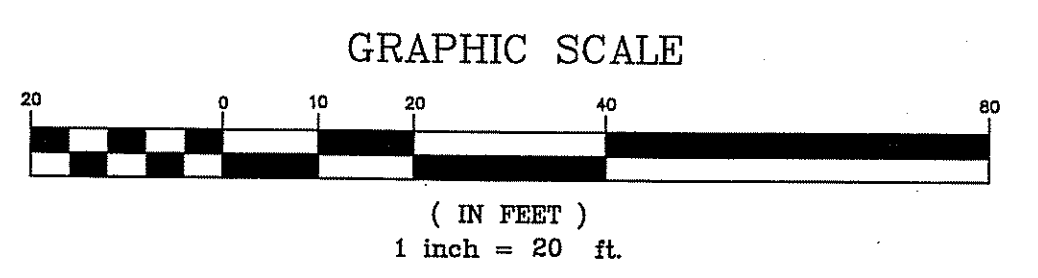 GRAPHIC SCALE
20 0 10 20 40 80
( IN FEET )
1 inch = 20 ft.